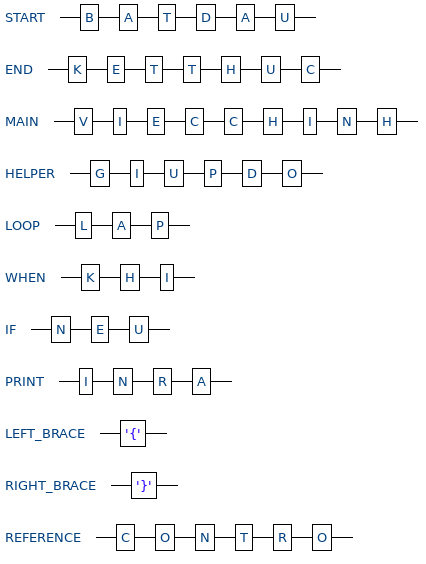 START B A T D A U
END K E T T H U C
MAIN V I E C C H I N H
HELPER G I U P D O
LOOP L A P
WHEN K H I
IF N E U
PRINT I N R A
LEFT_BRACE '{'
RIGHT_BRACE '}'
REFERENCE C O N T R O